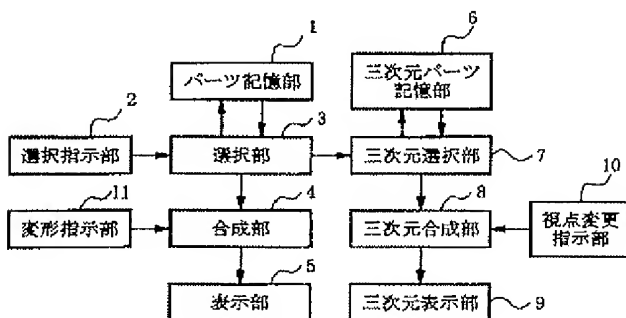 1
6
パーツ記憶部
三次元パーツ
記憶部
2
3
選択指示部
選択部
三次元選択部
7
11
4
8
10
変形指示部
合成部
三次元合成部
視点変更
指示部
5
表示部
三次元表示部
9